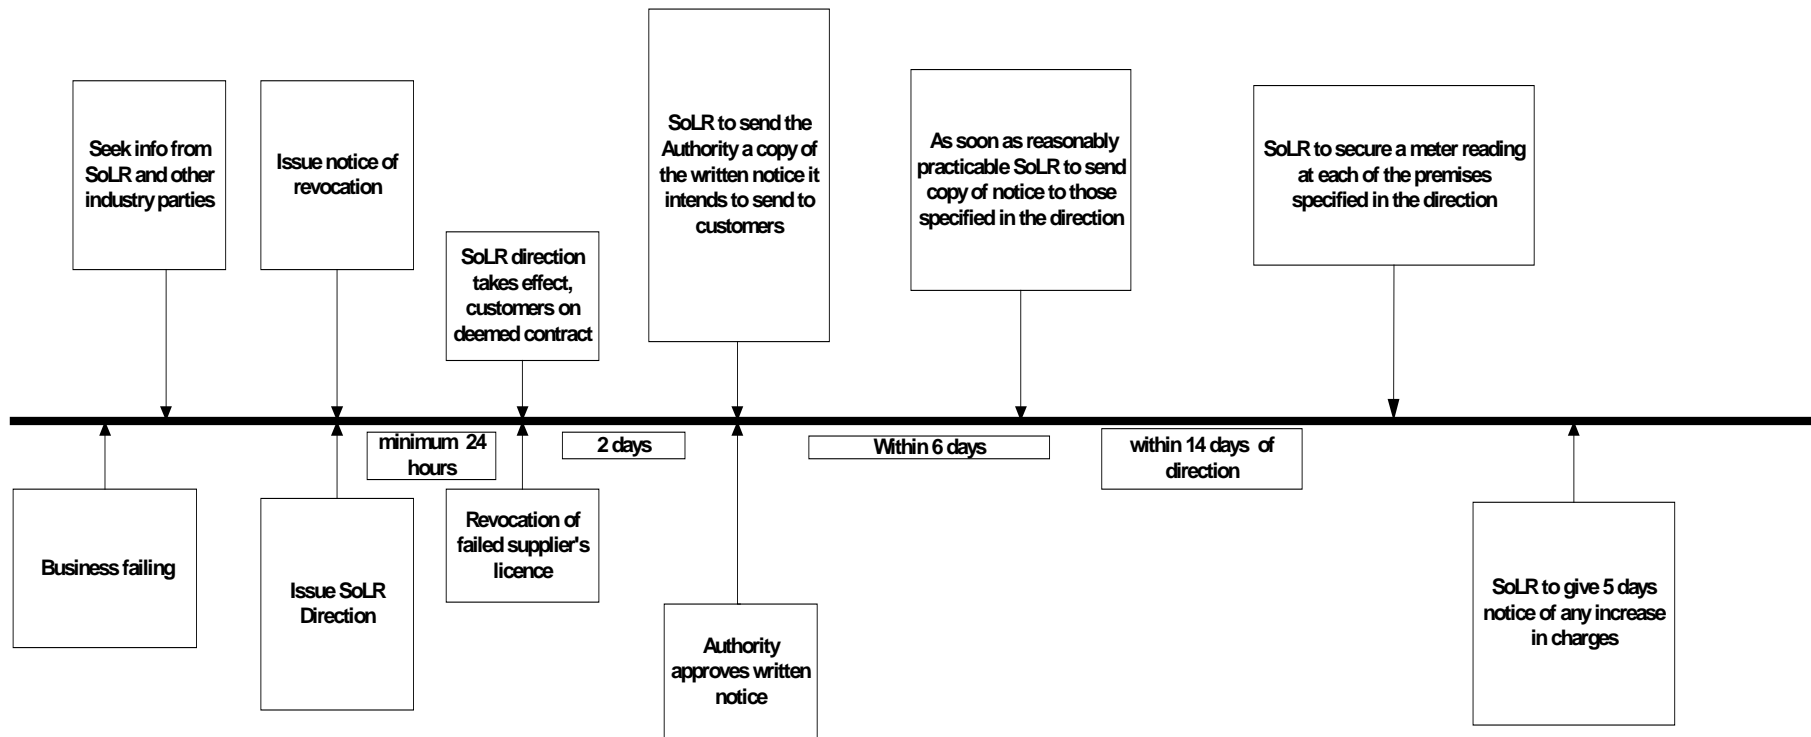 Seek info from
SoLR and other
industry parties
Issue notice of
revocation
SoLR direction
takes effect,
customers on
deemed contract
SoLR to send the
Authority a copy of
the written notice it
intends to send to
customers
As soon as reasonably
practicable SoLR to send
copy of notice to those
specified in the direction
SoLR to secure a meter reading
at each of the premises
specified in the direction
minimum 24
hours
2 days
Within 6 days
within 14 days of
direction
Business failing
Issue SoLR
Direction
Revocation of
failed supplier's
licence
Authority
approves written
notice
SoLR to give 5 days
notice of any increase
in charges